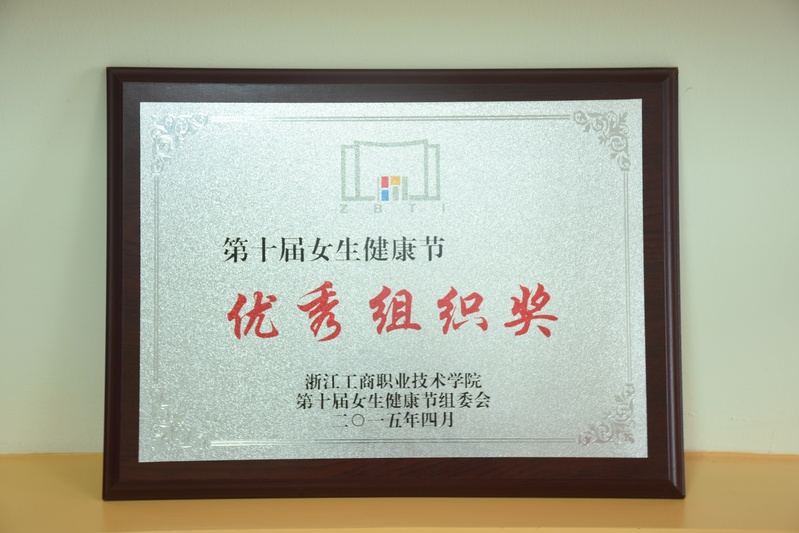 ZBTI
第十届女生健康节
优秀组织奖
浙江工商职业技术学院
第十届女生健康节组委会
二〇一五年四月